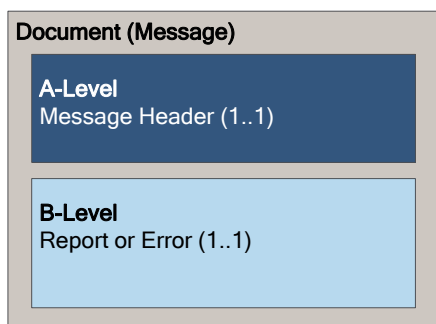 Document (Message)
A-Level
Message Header (1..1)
B-Level
Report or Error (1..1)